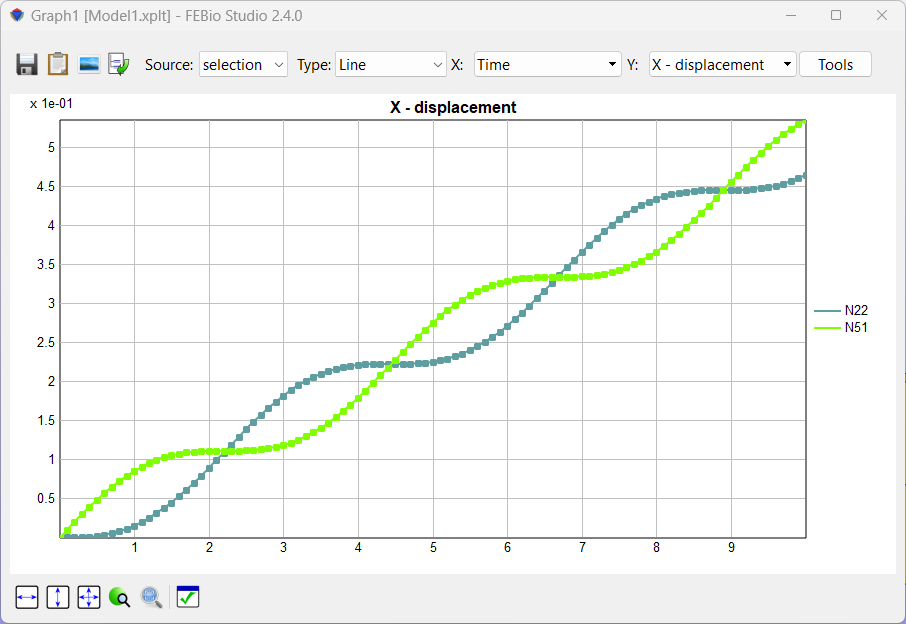 Graph1 [Model1.xplt] - FEBio Studio 2.4.0
Source: selection Type: Line X: Time Y: X - displacement Tools
x 1e-01
X - displacement
5
4.5
4
3.5
3
2.5
2
1.5
1
0.5
N22
N51
1 2 3 4 5 6 7 8 9